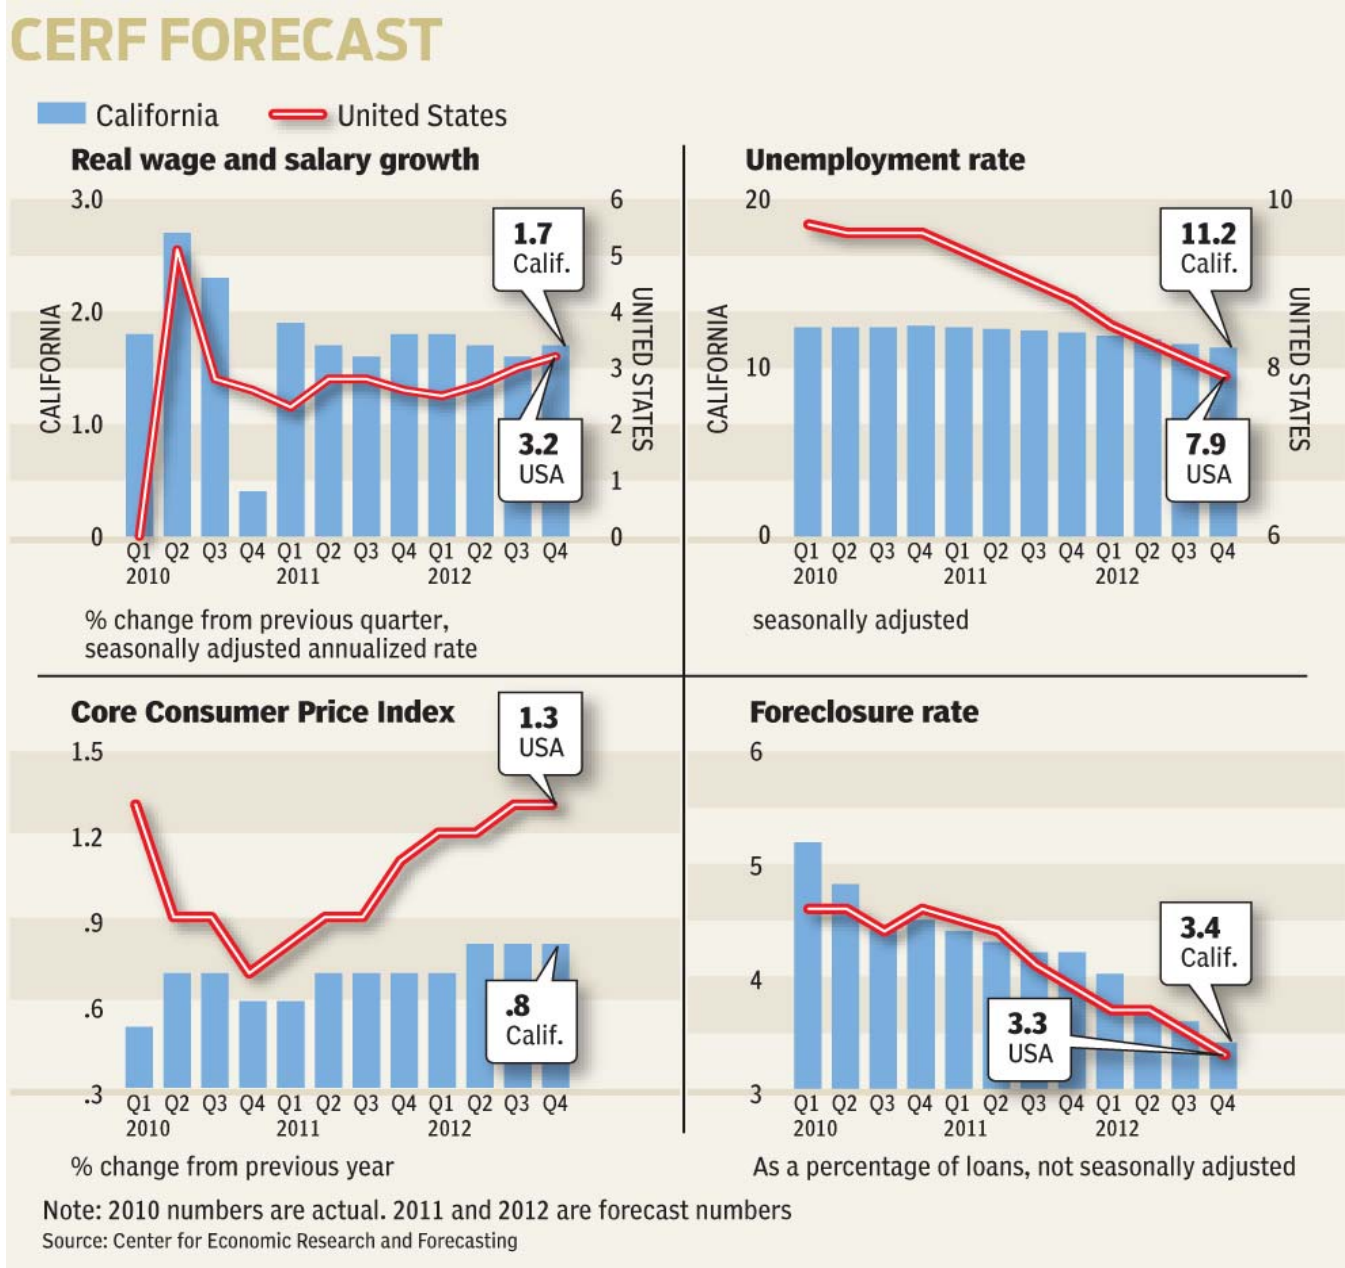 CERF FORECAST
California
United States
Real wage and salary growth
3.0
2.0
1.0
0
CALIFORNIA
6
5
4
3
2
1
0
UNITED STATES
1.7
Calif.
3.2
USA
Q1 Q2 Q3 Q4 Q1 Q2 Q3 Q4 Q1 Q2 Q3 Q4
2010 2011 2012
% change from previous quarter,
seasonally adjusted annualized rate
Unemployment rate
20
10
0
CALIFORNIA
10
8
6
UNITED STATES
11.2
Calif.
7.9
USA
Q1 Q2 Q3 Q4 Q1 Q2 Q3 Q4 Q1 Q2 Q3 Q4
2010 2011 2012
seasonally adjusted
Core Consumer Price Index
1.5
1.2
.9
.6
.3
1.3
USA
.8
Calif.
Q1 Q2 Q3 Q4 Q1 Q2 Q3 Q4 Q1 Q2 Q3 Q4
2010 2011 2012
% change from previous year
Foreclosure rate
6
5
4
3
3.4
Calif.
3.3
USA
Q1 Q2 Q3 Q4 Q1 Q2 Q3 Q4 Q1 Q2 Q3 Q4
2010 2011 2012
As a percentage of loans, not seasonally adjusted
Note: 2010 numbers are actual. 2011 and 2012 are forecast numbers
Source: Center for Economic Research and Forecasting